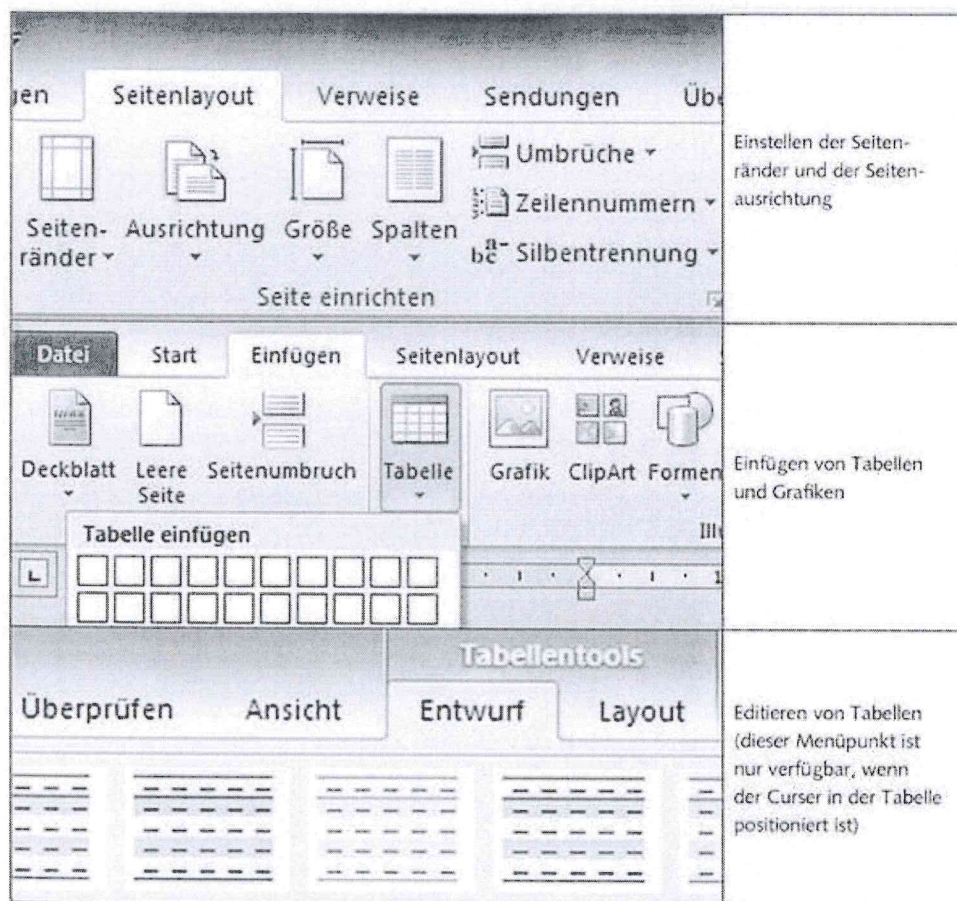 gen Seitenlayout Verweise Sendungen Übe
Umbrüche
Zeilennummern
Silbentrennung
Seiten-
ränder Ausrichtung Größe Spalten
Seite einrichten
Einstellen der Seiten-
ränder und der Seiten-
ausrichtung
Datei Start Einfügen Seitenlayout Verweise
Deckblatt Leere
Seite Seitenumbruch Tabelle Grafik ClipArt Formen
Illu
Tabelle einfügen
Einfügen von Tabellen
und Grafiken
Tabellentools
Überprüfen Ansicht Entwurf Layout
Editieren von Tabellen
(dieser Menüpunkt ist
nur verfügbar, wenn
der Curser in der Tabelle
positioniert ist)